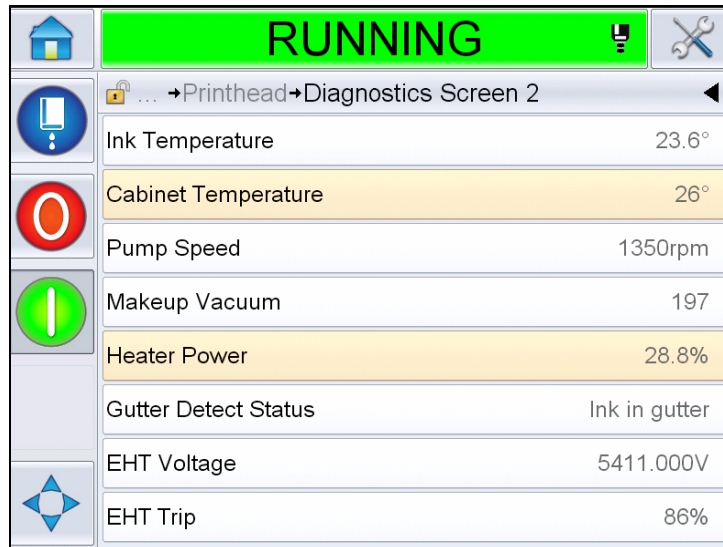 RUNNING
... →Printhead→Diagnostics Screen 2
Ink Temperature 23.6°
Cabinet Temperature 26°
Pump Speed 1350rpm
Makeup Vacuum 197
Heater Power 28.8%
Gutter Detect Status Ink in gutter
EHT Voltage 5411.000V
EHT Trip 86%